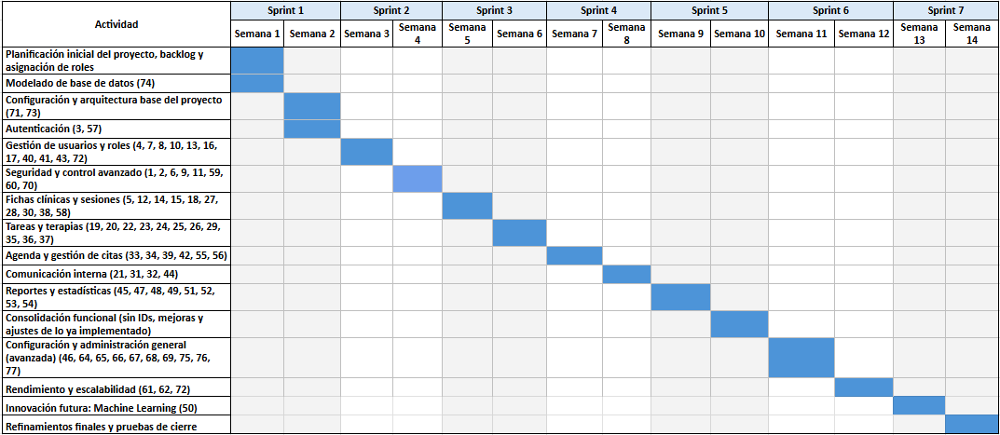 Actividad
Sprint 1
Sprint 2
Sprint 3
Sprint 4
Sprint 5
Sprint 6
Sprint 7
Semana 1
Semana 2
Semana 3
Semana
4
Semana
5
Semana 6
Semana 7
Semana
8
Semana 9
Semana 10
Semana 11
Semana 12
Semana
13
Semana
14
Planificación inicial del proyecto, backlog y
asignación de roles
Modelado de base de datos (74)
Configuración y arquitectura base del proyecto
(71, 73)
Autenticación (3, 57)
Gestión de usuarios y roles (4, 7, 8, 10, 13, 16,
17, 40, 41, 43, 72)
Seguridad y control avanzado (1, 2, 6, 9, 11, 59,
60, 70)
Fichas clínicas y sesiones (5, 12, 14, 15, 18, 27,
28, 30, 38, 58)
Tareas y terapias (19, 20, 22, 23, 24, 25, 26, 29,
35, 36, 37)
Agenda y gestión de citas (33, 34, 39, 42, 55, 56)
Comunicación interna (21, 31, 32, 44)
Reportes y estadísticas (45, 47, 48, 49, 51, 52,
53, 54)
Consolidación funcional (sin IDs, mejoras y
ajustes de lo ya implementado)
Configuración y administración general
(avanzada) (46, 64, 65, 66, 67, 68, 69, 75, 76,
77)
Rendimiento y escalabilidad (61, 62, 72)
Innovación futura: Machine Learning (50)
Refinamientos finales y pruebas de cierre